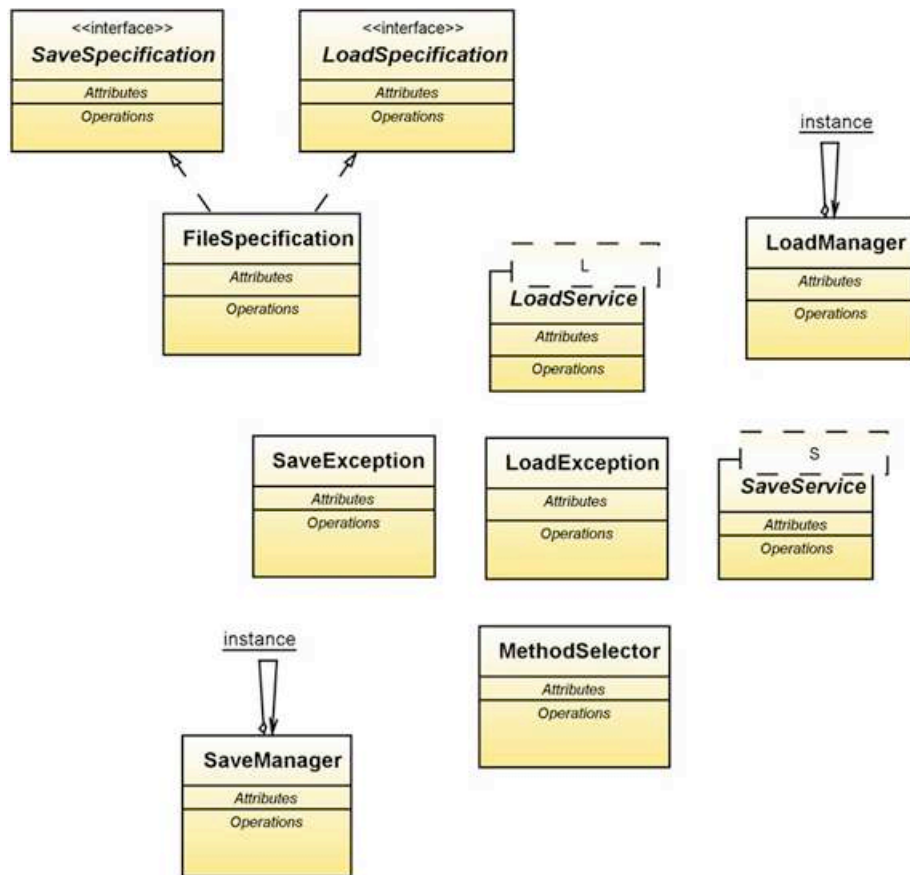 <<interface>>
SaveSpecification
Attributes
Operations
<<interface>>
LoadSpecification
Attributes
Operations
instance
LoadManager
Attributes
Operations
FileSpecification
Attributes
Operations
L
LoadService
Attributes
Operations
SaveException
Attributes
Operations
LoadException
Attributes
Operations
S
SaveService
Attributes
Operations
instance
SaveManager
Attributes
Operations
MethodSelector
Attributes
Operations